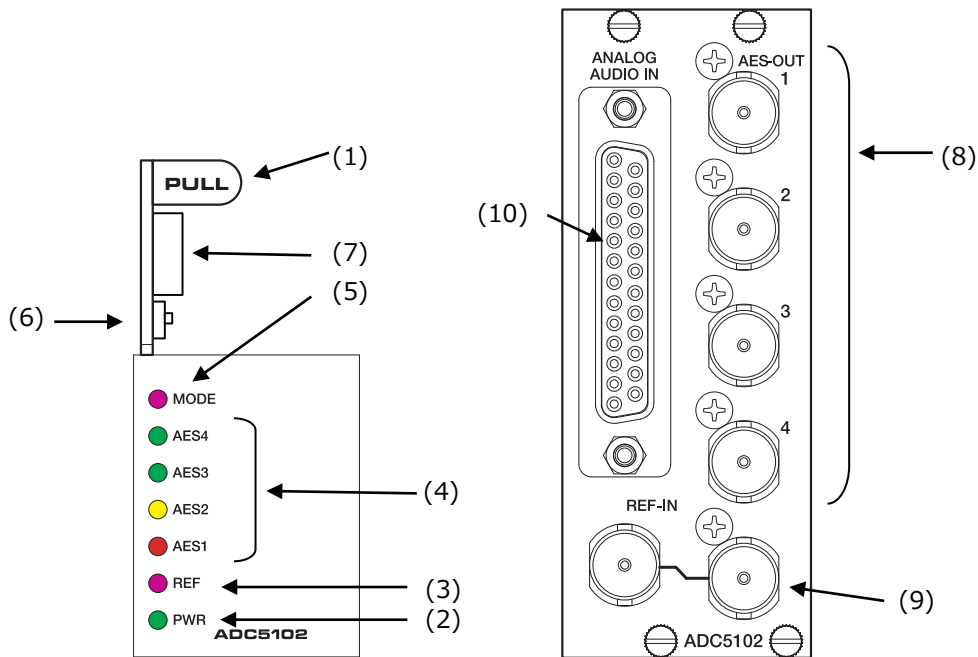 (1)
PULL
(7)
(5)
(6)
MODE
AES4
AES3
(4)
AES2
AES1
REF
(3)
PWR
(2)
ADC5102
ANALOG
AUDIO IN
AES-OUT
1
(8)
2
(10)
3
4
REF-IN
(9)
ADC5102